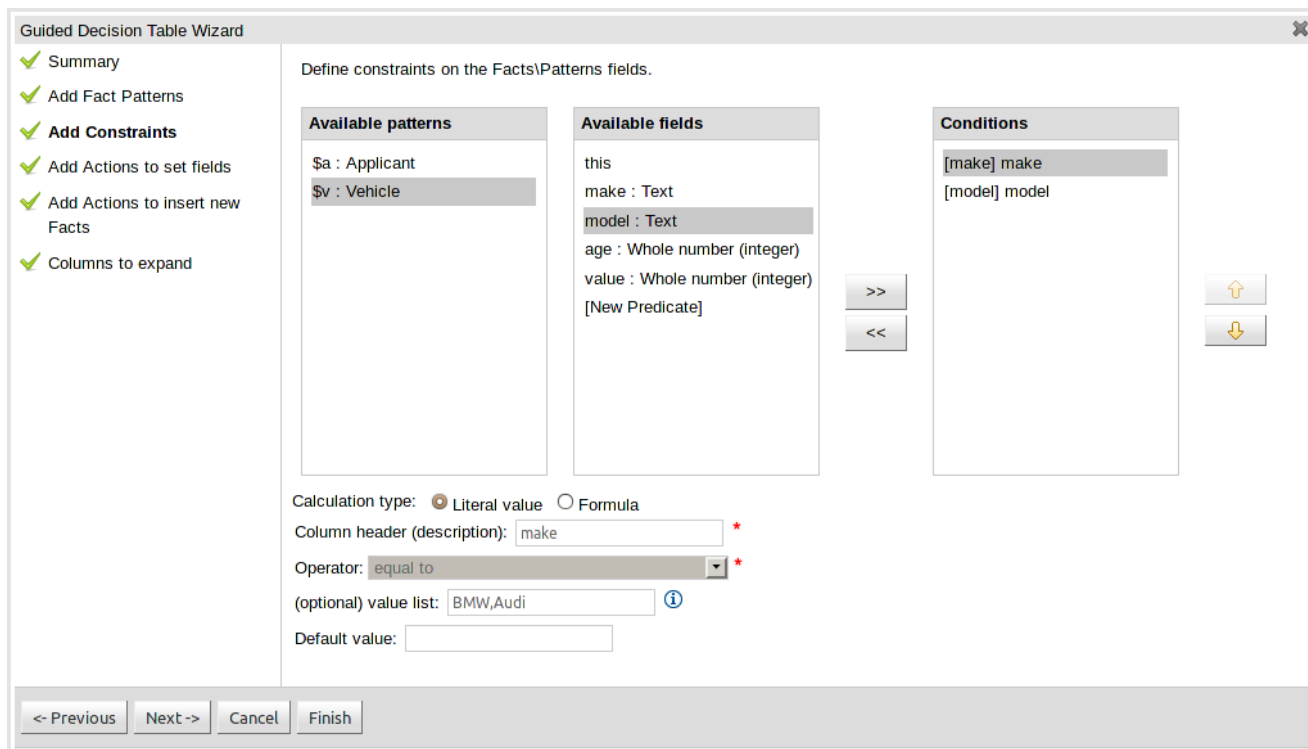 Guided Decision Table Wizard
Summary
Add Fact Patterns
Add Constraints
Add Actions to set fields
Add Actions to insert new
Facts
Columns to expand
Define constraints on the Facts\Patterns fields.
Available patterns
$a : Applicant
$v : Vehicle
Available fields
this
make : Text
model : Text
age : Whole number (integer)
value : Whole number (integer)
[New Predicate]
>>
<<
Conditions
[make] make
[model] model
Calculation type: Literal value Formula
Column header (description): make *
Operator: equal to *
(optional) value list: BMW,Audi
Default value:
<- Previous Next -> Cancel Finish